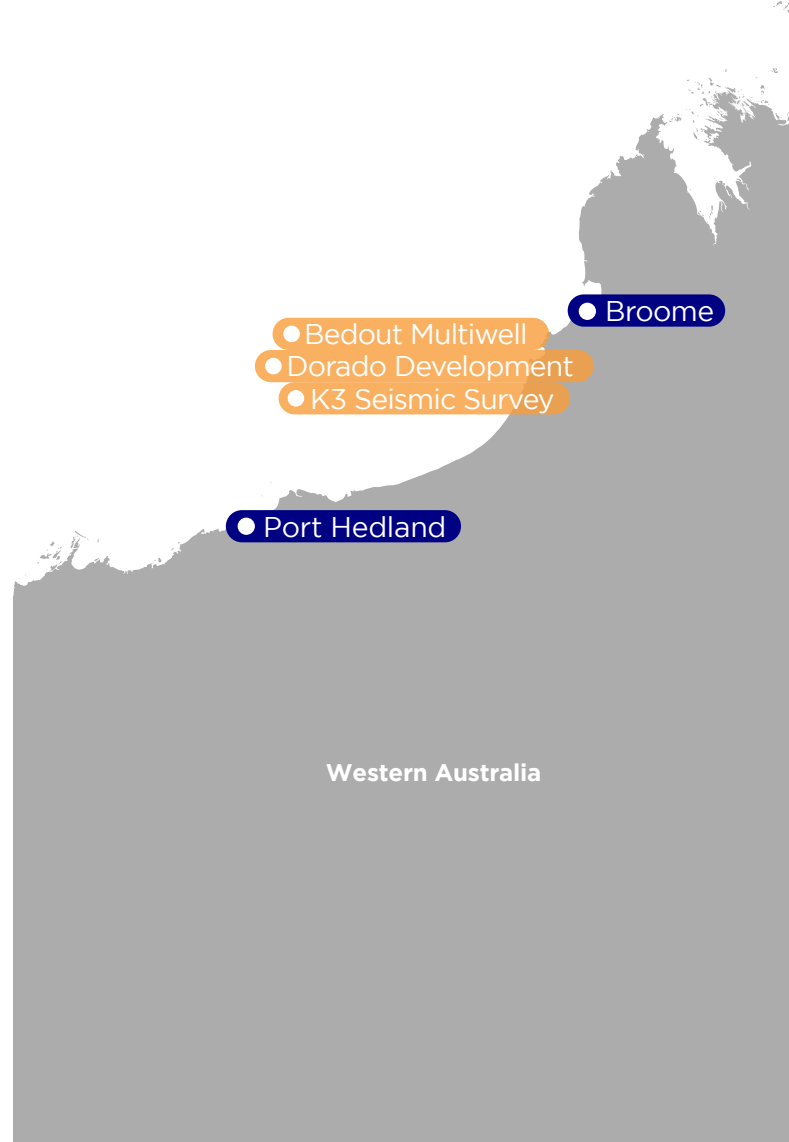 Broome
Bedout Multiwell
Dorado Development
K3 Seismic Survey
Port Hedland
Western Australia